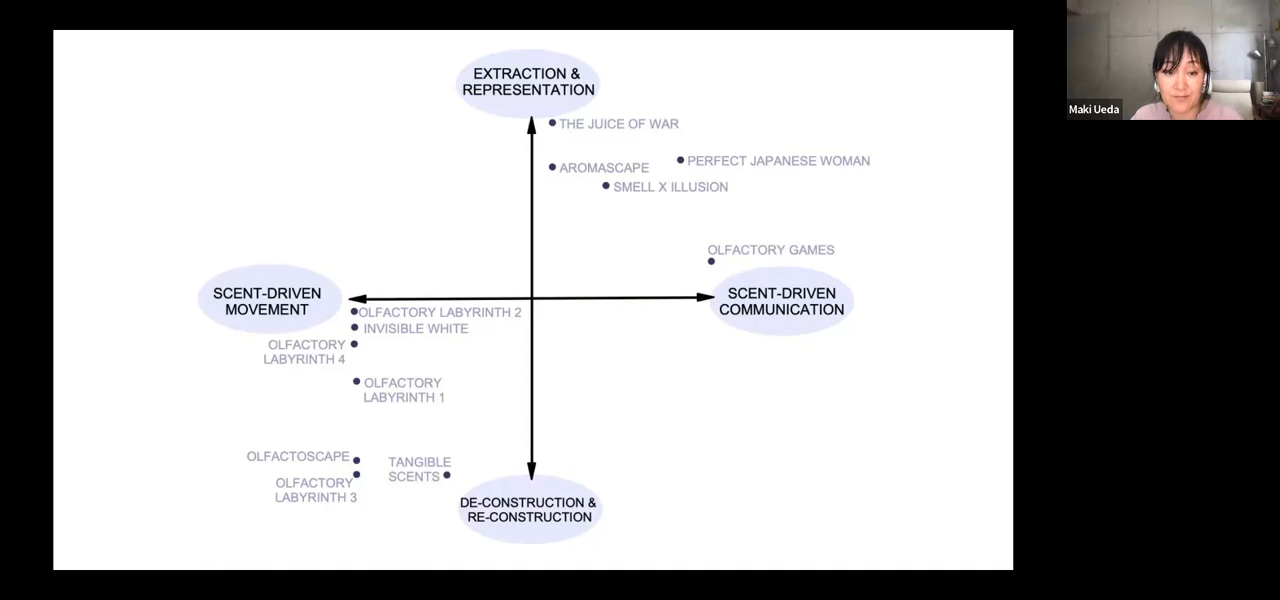 EXTRACTION &
REPRESENTATION
THE JUICE OF WAR
PERFECT JAPANESE WOMAN
AROMASCAPE
SMELL X ILLUSION
OLFACTORY GAMES
SCENT-DRIVEN
MOVEMENT
SCENT-DRIVEN
COMMUNICATION
OLFACTORY LABYRINTH 2
INVISIBLE WHITE
OLFACTORY
LABYRINTH 4
OLFACTORY
LABYRINTH 1
OLFACTOSCAPE
OLFACTORY
LABYRINTH 3
TANGIBLE
SCENTS
DE-CONSTRUCTION &
RE-CONSTRUCTION
Maki Ueda